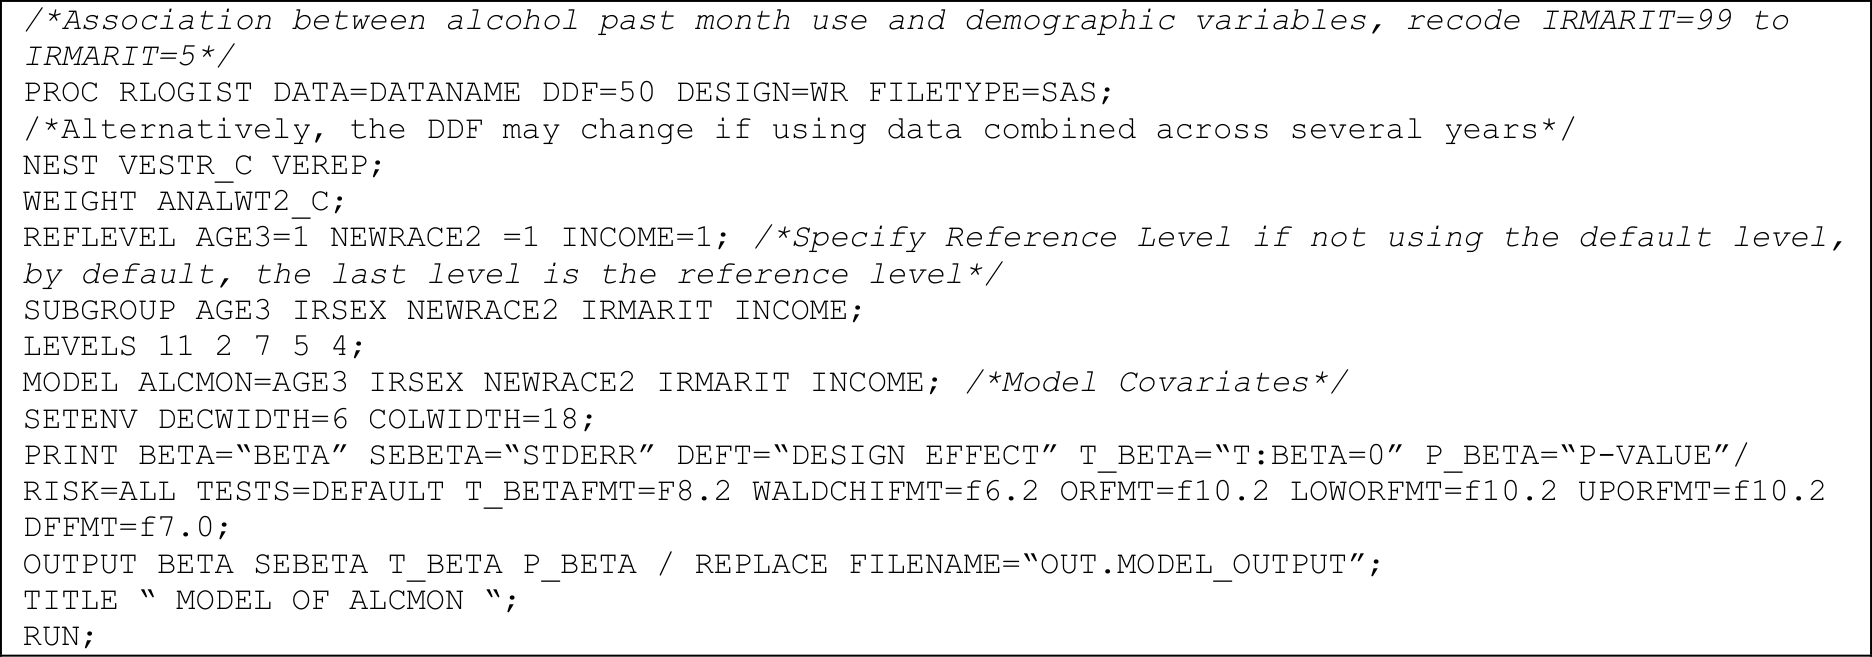 /*Association between alcohol past month use and demographic variables, recode IRMARIT=99 to
IRMARIT=5*/
PROC RLOGIST DATA=DATANAME DDF=50 DESIGN=WR FILETYPE=SAS;
/*Alternatively, the DDF may change if using data combined across several years*/
NEST VESTR_C VEREP;
WEIGHT ANALWT2_C;
REFLEVEL AGE3=1 NEWRACE2 =1 INCOME=1; /*Specify Reference Level if not using the default level,
by default, the last level is the reference level*/
SUBGROUP AGE3 IRSEX NEWRACE2 IRMARIT INCOME;
LEVELS 11 2 7 5 4;
MODEL ALCMON=AGE3 IRSEX NEWRACE2 IRMARIT INCOME; /*Model Covariates*/
SETENV DECWIDTH=6 COLWIDTH=18;
PRINT BETA=“BETA” SEBETA=“STDERR” DEFT=“DESIGN EFFECT” T_BETA=“T:BETA=0” P_BETA=“P-VALUE”/
RISK=ALL TESTS=DEFAULT T_BETAFMT=F8.2 WALDCHIFMT=f6.2 ORFMT=f10.2 LOWORFMT=f10.2 UPORFMT=f10.2
DFFMT=f7.0;
OUTPUT BETA SEBETA T_BETA P_BETA / REPLACE FILENAME=“OUT.MODEL_OUTPUT”;
TITLE “ MODEL OF ALCMON “;
RUN;